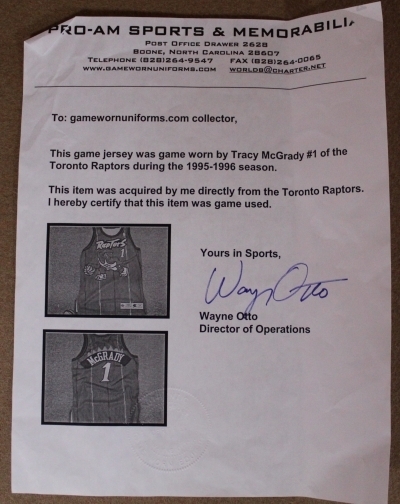 PRO-AM SPORTS & MEMORABILI
POST OFFICE DRAWER 2628
BOONE, NORTH CAROLINA 28607
TELEPHONE (828)264-9547 FAX (828)264-0065
WWW.GAMEWORNUNIFORMS.COM WORLDB@CHARTER.NET
To: gamewornuniforms.com collector,
This game jersey was game worn by Tracy McGrady #1 of the
Toronto Raptors during the 1995-1996 season.
This item was acquired by me directly from the Toronto Raptors.
I hereby certify that this item was game used.
RAPTORS
1
Yours in Sports,
Wayne Otto
Wayne Otto
Director of Operations
McGRADY
1